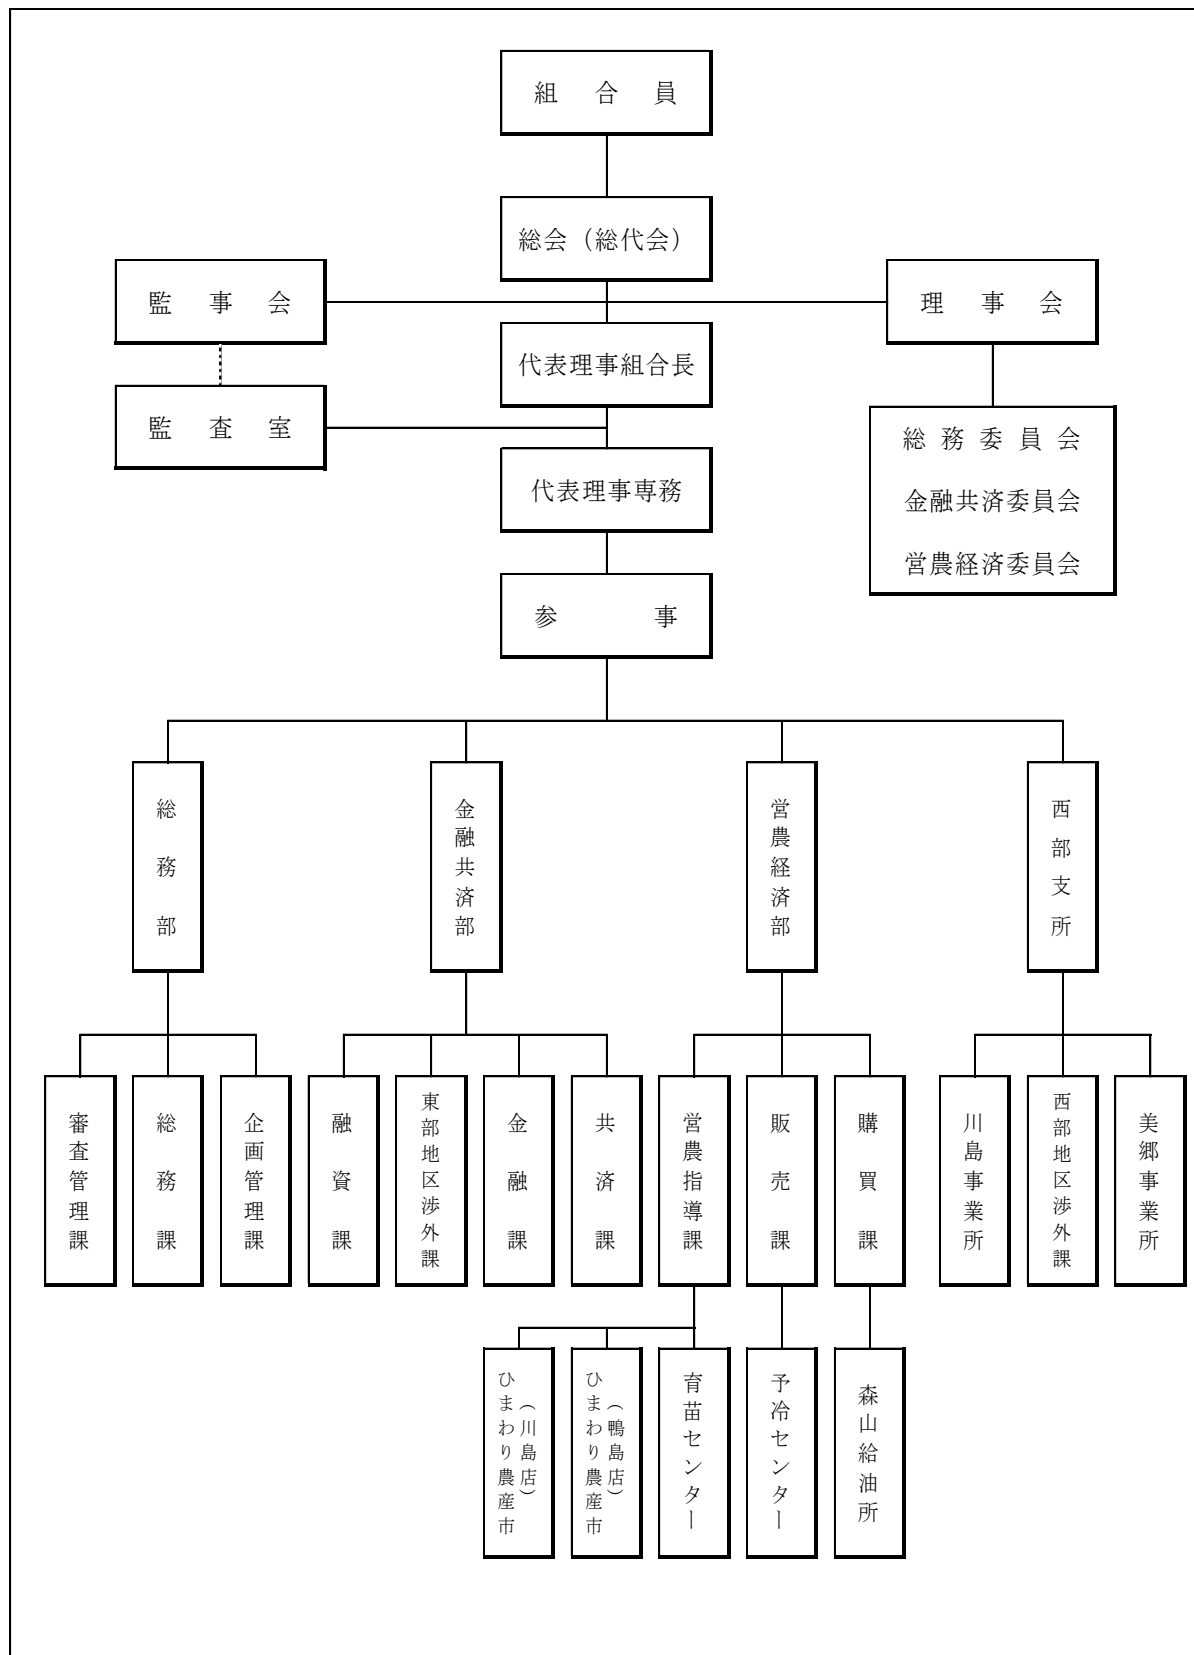 組合員
総会（総代会）
監事会
理事会
代表理事組合長
監査室
総務委員会
金融共済委員会
営農経済委員会
代表理事専務
参事
総務部
金融共済部
営農経済部
西部支所
審査管理課
総務課
企画管理課
融資課
東部地区渉外課
金融課
共済課
営農指導課
販売課
購買課
川島事業所
西部地区渉外課
美郷事業所
ひまわり農産市
（川島店）
ひまわり農産市
（鴨島店）
育苗センター
予冷センター
森山給油所